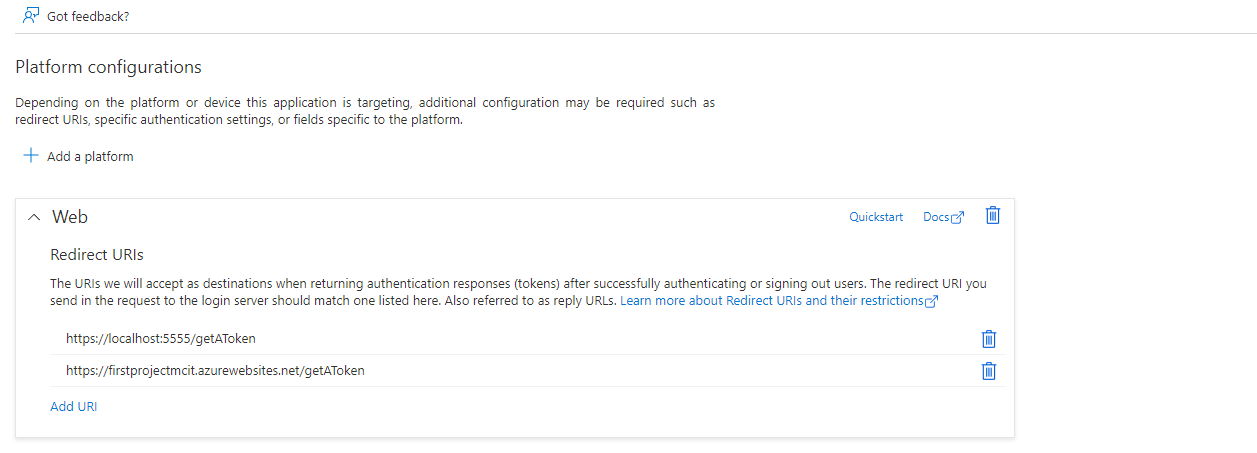 Got feedback?
Platform configurations
Depending on the platform or device this application is targeting, additional configuration may be required such as
redirect URIs, specific authentication settings, or fields specific to the platform.
Add a platform
Web
Quickstart
Docs
Redirect URIs
The URIs we will accept as destinations when returning authentication responses (tokens) after successfully authenticating or signing out users. The redirect URI you
send in the request to the login server should match one listed here. Also referred to as reply URLs. Learn more about Redirect URIs and their restrictions
https://localhost:5555/getAToken
https://firstprojectmcit.azurewebsites.net/getAToken
Add URI